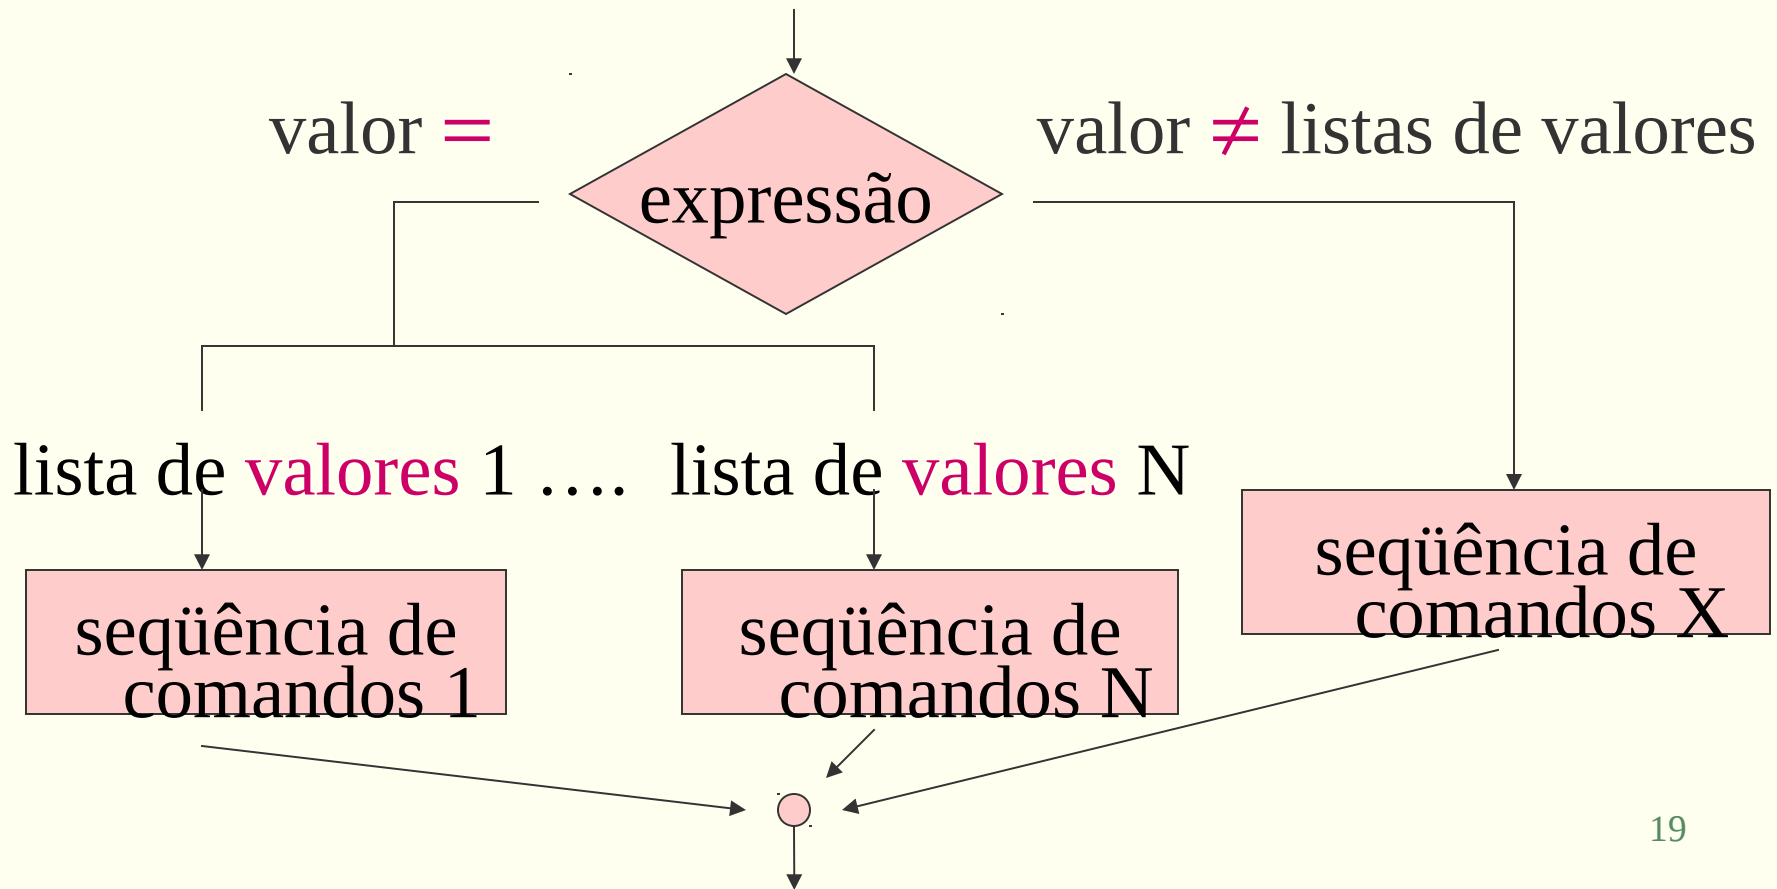 valor =
valor ≠ listas de valores
expressão
lista de valores 1 …. lista de valores N
seqüência de
comandos X
seqüência de
comandos 1
seqüência de
comandos N
19